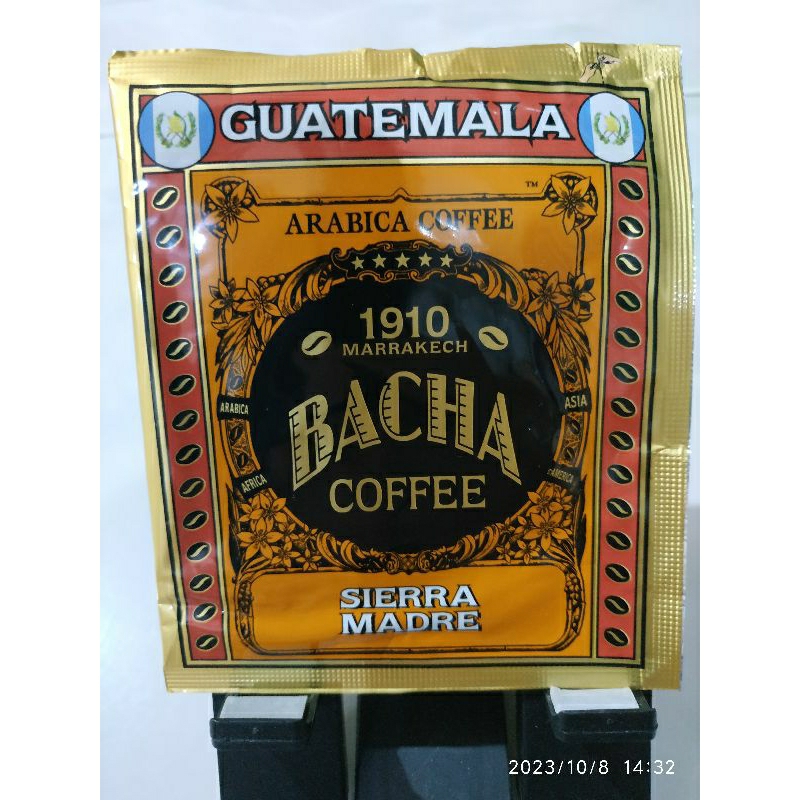 GUATEMALA
™
ARABICA COFFEE
1910
MARRAKECH
ARABICA
ASIA
BACHA
COFFEE
AFRICA
S.AMERICA
SIERRA
MADRE
2023/10/8 14:32